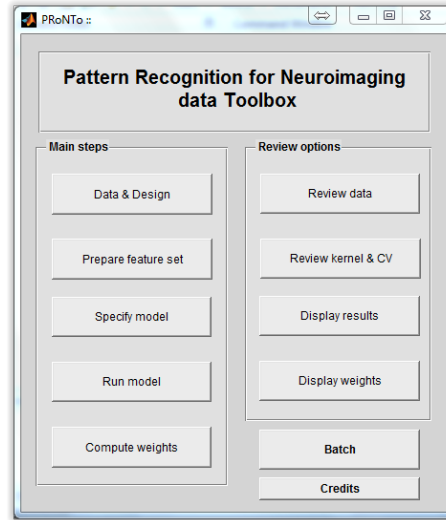 PRoNTo ::
Pattern Recognition for Neuroimaging
data Toolbox
Main steps
Data & Design
Prepare feature set
Specify model
Run model
Compute weights
Review options
Review data
Review kernel & CV
Display results
Display weights
Batch
Credits